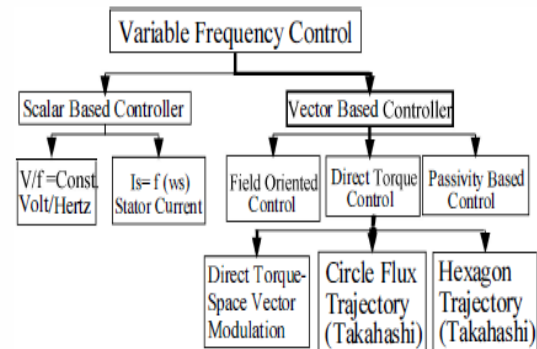 Variable Frequency Control
Scalar Based Controller
Vector Based Controller
V/f =Const.
Volt/Hertz
Is= f (ws)
Stator Current
Field Oriented
Control
Direct Torque
Control
Passivity Based
Control
Direct Torque-
Space Vector
Modulation
Circle Flux
Trajectory
(Takahashi)
Hexagon
Trajectory
(Takahashi)